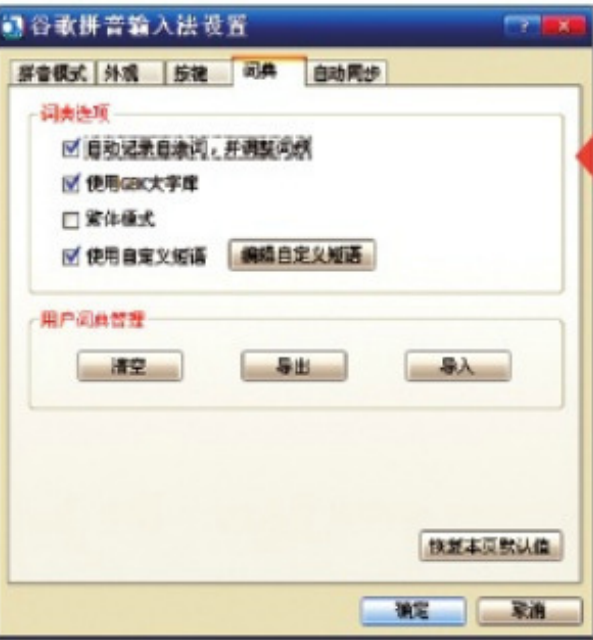 谷歌拼音输入法设置
拼音模式 外观 按键 词典 自动同步
词典选项
自动记录自造词，并调整词频
使用GBK大字库
繁体模式
使用自定义短语 编辑自定义短语
用户词典管理
清空 导出 导入
恢复本页默认值
确定 取消